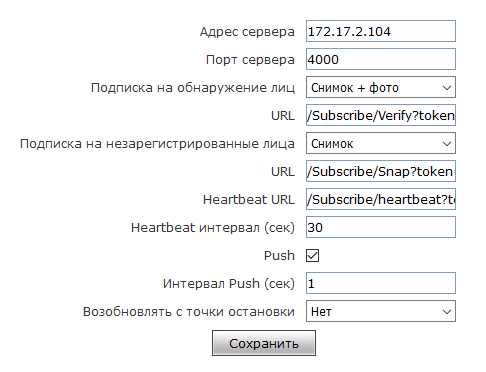 Адрес сервера 172.17.2.104
Порт сервера 4000
Подписка на обнаружение лиц Снимок + фото
URL /Subscribe/Verify?token
Подписка на незарегистрированные лица Снимок
URL /Subscribe/Snap?token=
Heartbeat URL /Subscribe/heartbeat?to
Heartbeat интервал (сек) 30
Push
Интервал Push (сек) 1
Возобновлять с точки остановки Нет
Сохранить